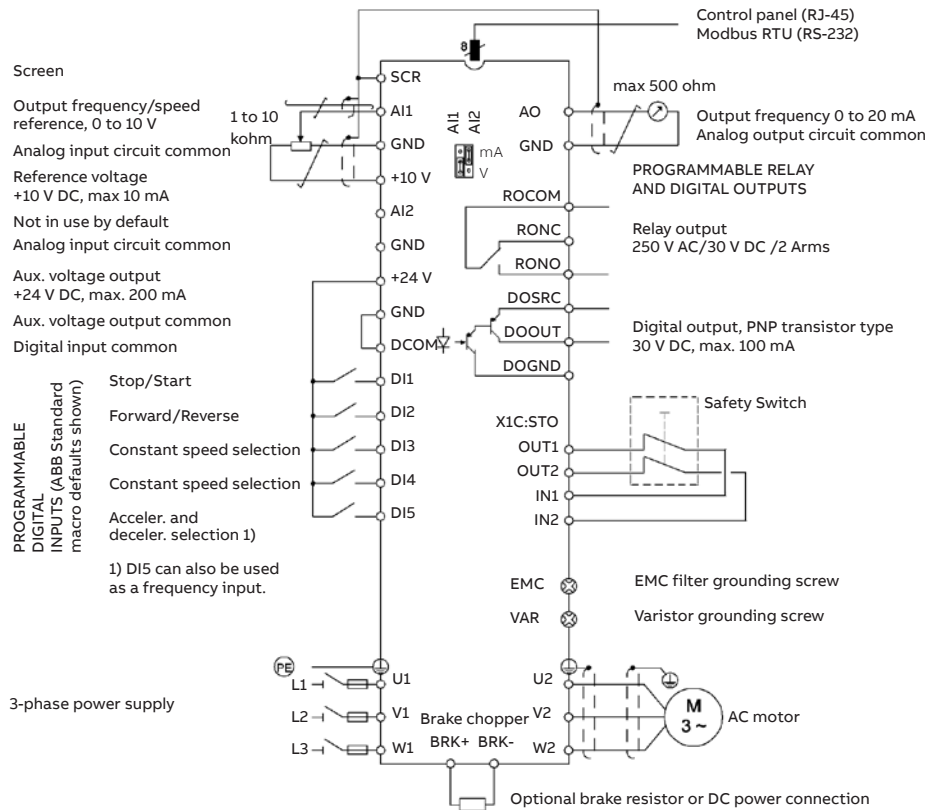 Control panel (RJ-45)
Modbus RTU (RS-232)
8
Screen
SCR
max 500 ohm
Output frequency/speed
reference, 0 to 10 V
1 to 10
kohm
AI1
AI1
AI2
mA
V
AO
Output frequency 0 to 20 mA
Analog output circuit common
Analog input circuit common
GND
GND
Reference voltage
+10 V DC, max 10 mA
+10 V
PROGRAMMABLE RELAY
AND DIGITAL OUTPUTS
ROCOM
Not in use by default
AI2
Analog input circuit common
GND
RONC
RONO
Relay output
250 V AC/30 V DC /2 Arms
Aux. voltage output
+24 V DC, max. 200 mA
+24 V
Aux. voltage output common
GND
Digital input common
DCOM
DOSRC
DOOUT
DOGND
Digital output, PNP transistor type
30 V DC, max. 100 mA
PROGRAMMABLE
DIGITAL
INPUTS (ABB Standard
macro defaults shown)
Stop/Start
DI1
Forward/Reverse
DI2
Constant speed selection
DI3
Constant speed selection
DI4
Acceler. and
deceler. selection 1)
DI5
1) DI5 can also be used
as a frequency input.
X1C:STO
Safety Switch
OUT1
OUT2
IN1
IN2
EMC
EMC filter grounding screw
VAR
Varistor grounding screw
PE
3-phase power supply
L1
U1
L2
V1
L3
W1
Brake chopper
BRK+ BRK-
U2
V2
W2
M
3 ~
AC motor
Optional brake resistor or DC power connection